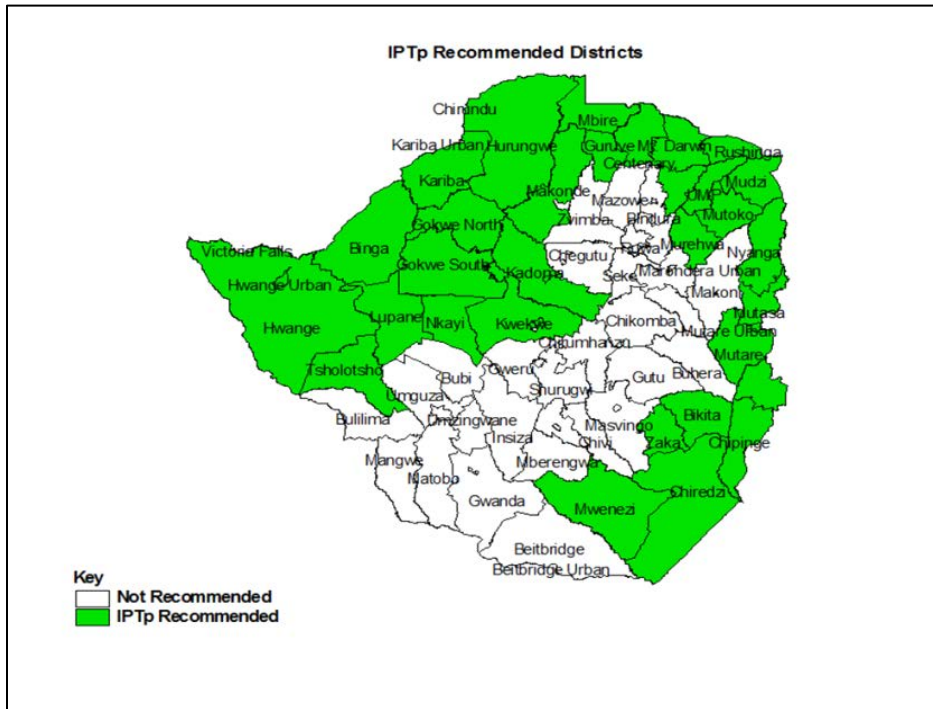 IPTp Recommended Districts
Chirundu
Mbire
Kariba Urban
Hurungwe
Guruve
Mt
Darwin
Rushinga
Centenary
Kariba
Makonde
UMP
Mudzi
Mazowe
Gokwe North
Zvimba
Bindura
Mutoko
Victoria Falls
Binga
Chegutu
Murehwa
Nyanga
Gokwe South
Kadoma
Seke
Marondera Urban
Hwange Urban
Makoni
Lupane
Nkayi
Kwekwe
Chikomba
Mutasa
Hwange
Mutare Urban
Chirumhanzu
Mutare
Tsholotsho
Bubi
Gweru
Gutu
Buhera
Umguza
Shurugwi
Bulilima
Umzingwane
Masvingo
Bikita
Insiza
Chivi
Zaka
Chipinge
Mangwe
Mberengwa
Matobo
Gwanda
Mwenezi
Chiredzi
Beitbridge
Beitbridge Urban
Key
Not Recommended
IPTp Recommended